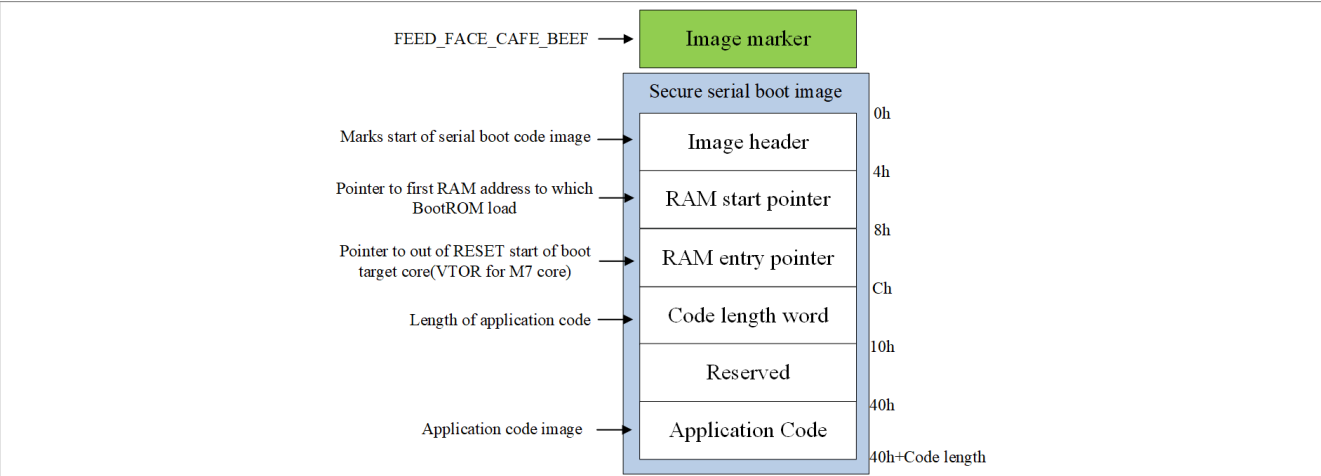 FEED_FACE_CAFE_BEEF
Image marker
Secure serial boot image
0h
Marks start of serial boot code image
Image header
4h
Pointer to first RAM address to which
BootROM load
RAM start pointer
8h
Pointer to out of RESET start of boot
target core(VTOR for M7 core)
RAM entry pointer
Ch
Length of application code
Code length word
10h
Reserved
40h
Application code image
Application Code
40h+Code length